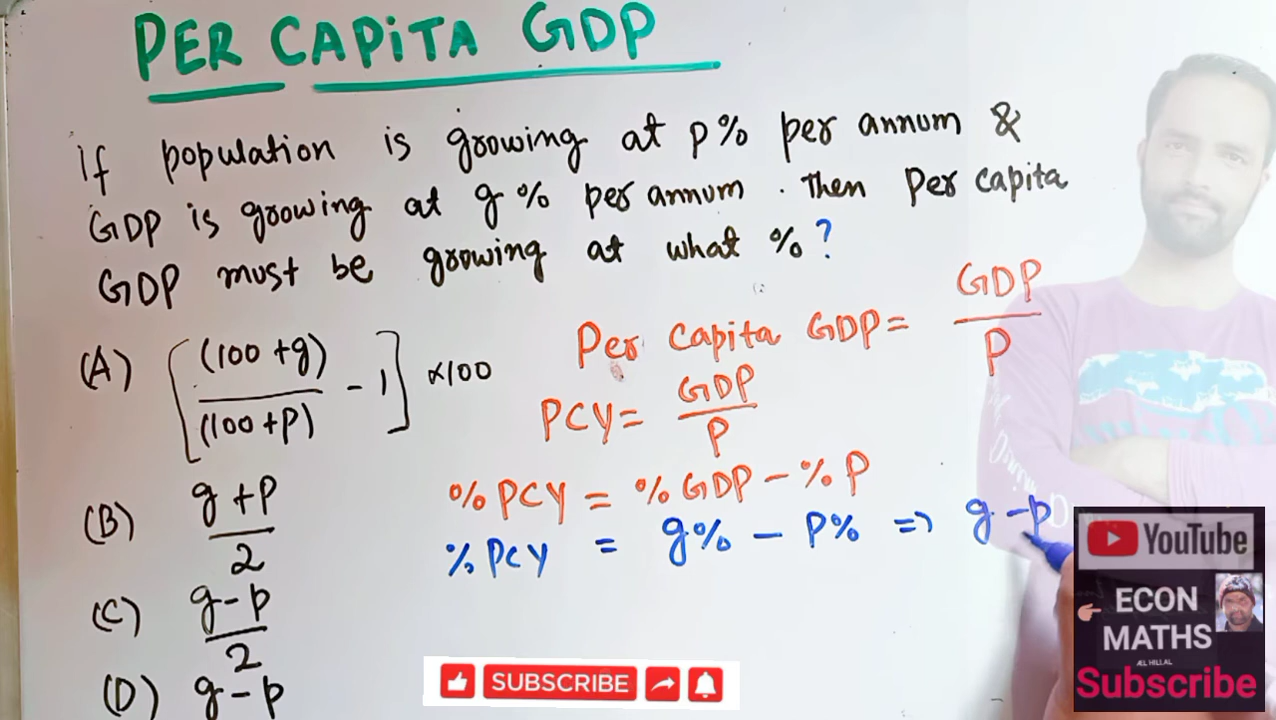 PER CAPiTA GDP
if population is growing at p% per annum &
GDP is growing at g% per annum. Then Per capita
GDP must be growing at what %?
(A) [(100+g)/(100+p) - 1] ×100
Per Capita GDP = GDP/P
PCY = GDP/P
(B) g+p/2
%PCY = %GDP - %P
%PCY = g% - P% => g-p
(C) g-p/2
(D) g-p
SUBSCRIBE
YouTube
ECON
MATHS
Subscribe